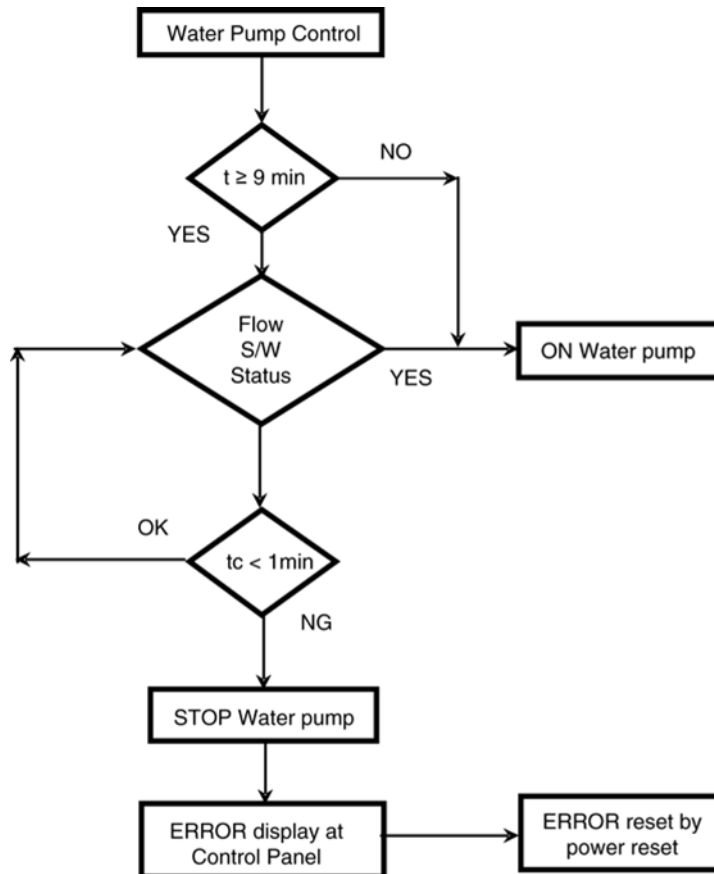 Water Pump Control
t ≥ 9 min
NO
YES
Flow
S/W
Status
YES
ON Water pump
OK
tc < 1min
NG
STOP Water pump
ERROR display at
Control Panel
ERROR reset by
power reset